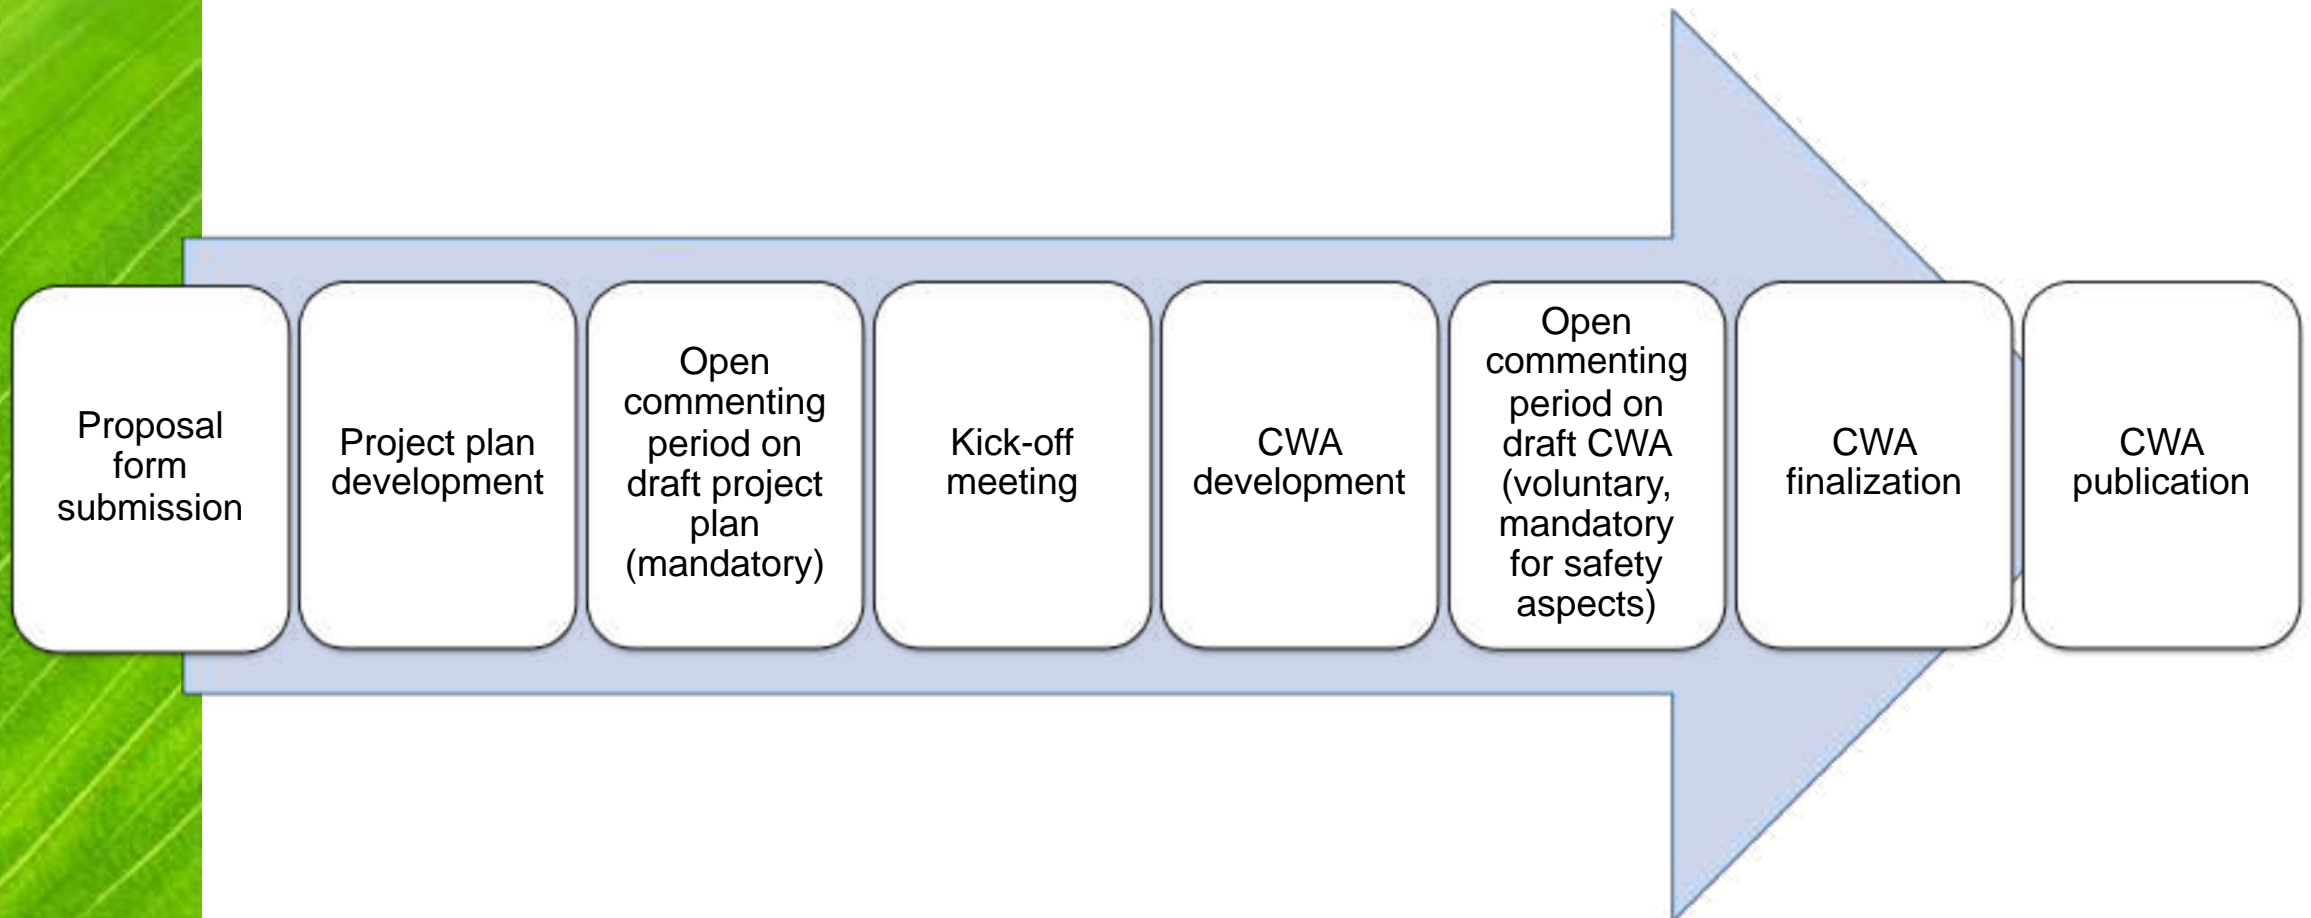 Proposal
form
submission
Project plan
development
Open
commenting
period on
draft project
plan
(mandatory)
Kick-off
meeting
CWA
development
Open
commenting
period on
draft CWA
(voluntary,
mandatory
for safety
aspects)
CWA
finalization
CWA
publication